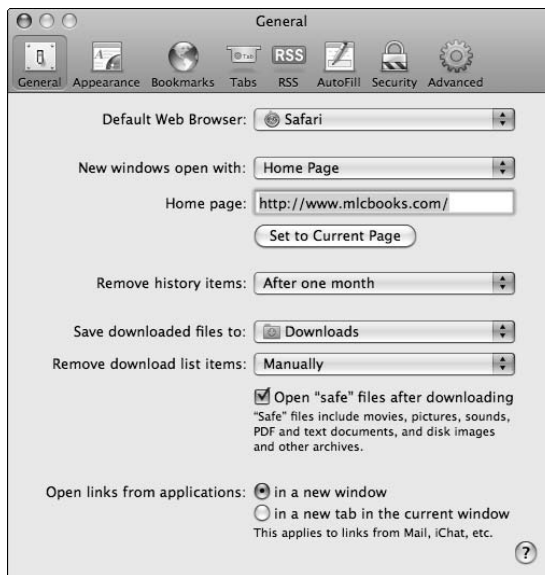 General
General Appearance Bookmarks Tabs RSS AutoFill Security Advanced
Default Web Browser: Safari
New windows open with: Home Page
Home page: http://www.mlcbooks.com/
Set to Current Page
Remove history items: After one month
Save downloaded files to: Downloads
Remove download list items: Manually
Open “safe” files after downloading
“Safe” files include movies, pictures, sounds,
PDF and text documents, and disk images
and other archives.
Open links from applications: in a new window
in a new tab in the current window
This applies to links from Mail, iChat, etc.
?